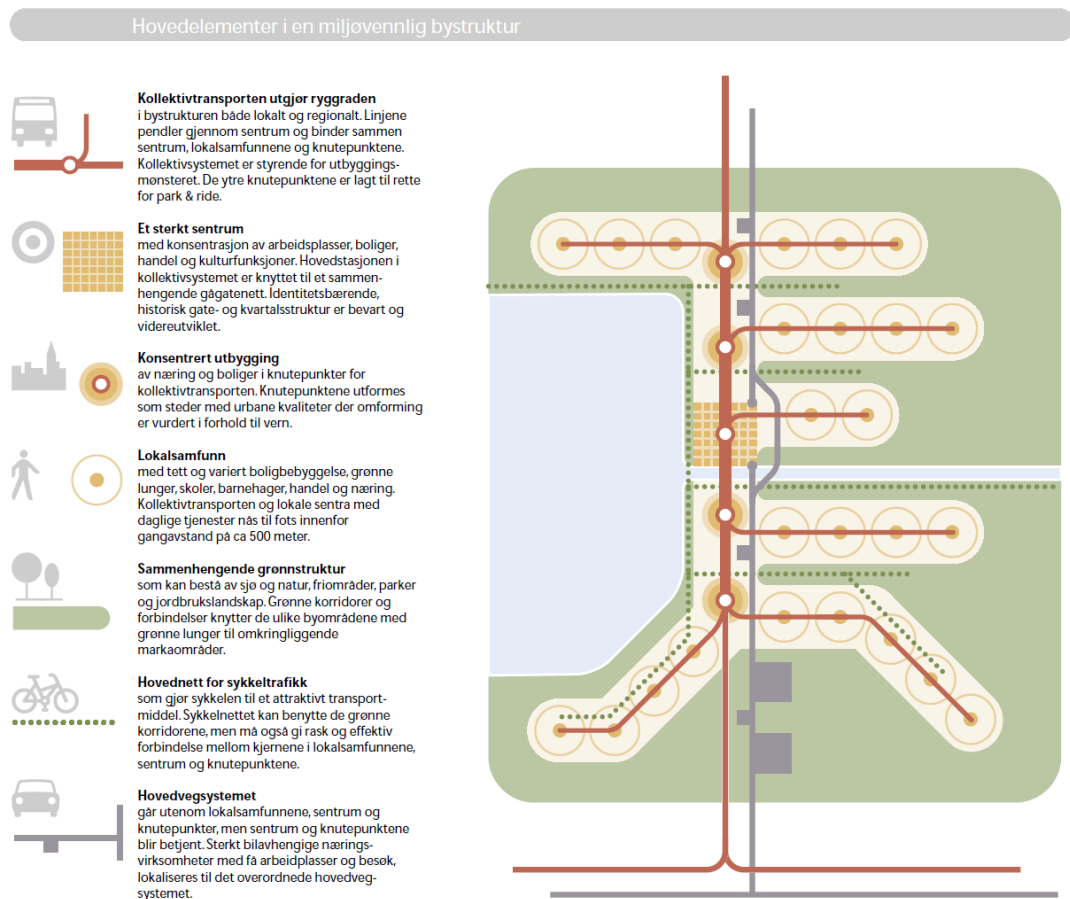 Hovedelementer i en miljøvennlig bystruktur
Kollektivtransporten utgjør ryggraden
i bystrukturen både lokalt og regionalt. Linjene
pendler gjennom sentrum og binder sammen
sentrum, lokalsamfunnene og knutepunktene.
Kollektivsystemet er styrende for utbyggings-
mønsteret. De ytre knutepunktene er lagt til rette
for park & ride.
Et sterkt sentrum
med konsentrasjon av arbeidsplasser, boliger,
handel og kulturfunksjoner. Hovedstasjonen i
kollektivsystemet er knyttet til et sammen-
hengende gågatenett. Identitetsbærende,
historisk gate- og kvartalsstruktur er bevart og
videreutviklet.
Konsentrert utbygging
av næring og boliger i knutepunkter for
kollektivtransporten. Knutepunktene utformes
som steder med urbane kvaliteter der omforming
er vurdert i forhold til vern.
Lokalsamfunn
med tett og variert boligbebyggelse, grønne
lunger, skoler, barnehager, handel og næring.
Kollektivtransporten og lokale sentra med
daglige tjenester nås til fots innenfor
gangavstand på ca 500 meter.
Sammenhengende grønnstruktur
som kan bestå av sjø og natur, friområder, parker
og jordbrukslandskap. Grønne korridorer og
forbindelser knytter de ulike byområdene med
grønne lunger til omkringliggende
markaområder.
Hovednett for sykkeltrafikk
som gjør sykkelen til et attraktivt transport-
middel. Sykkelnettet kan benytte de grønne
korridorene, men må også gi rask og effektiv
forbindelse mellom kjernene i lokalsamfunnene,
sentrum og knutepunktene.
Hovedvegsystemet
går utenom lokalsamfunnene, sentrum og
knutepunkter, men sentrum og knutepunktene
blir betjent. Sterkt bilavhengige nærings-
virksomheter med få arbeidplasser og besøk,
lokaliseres til det overordnede hovedveg-
systemet.